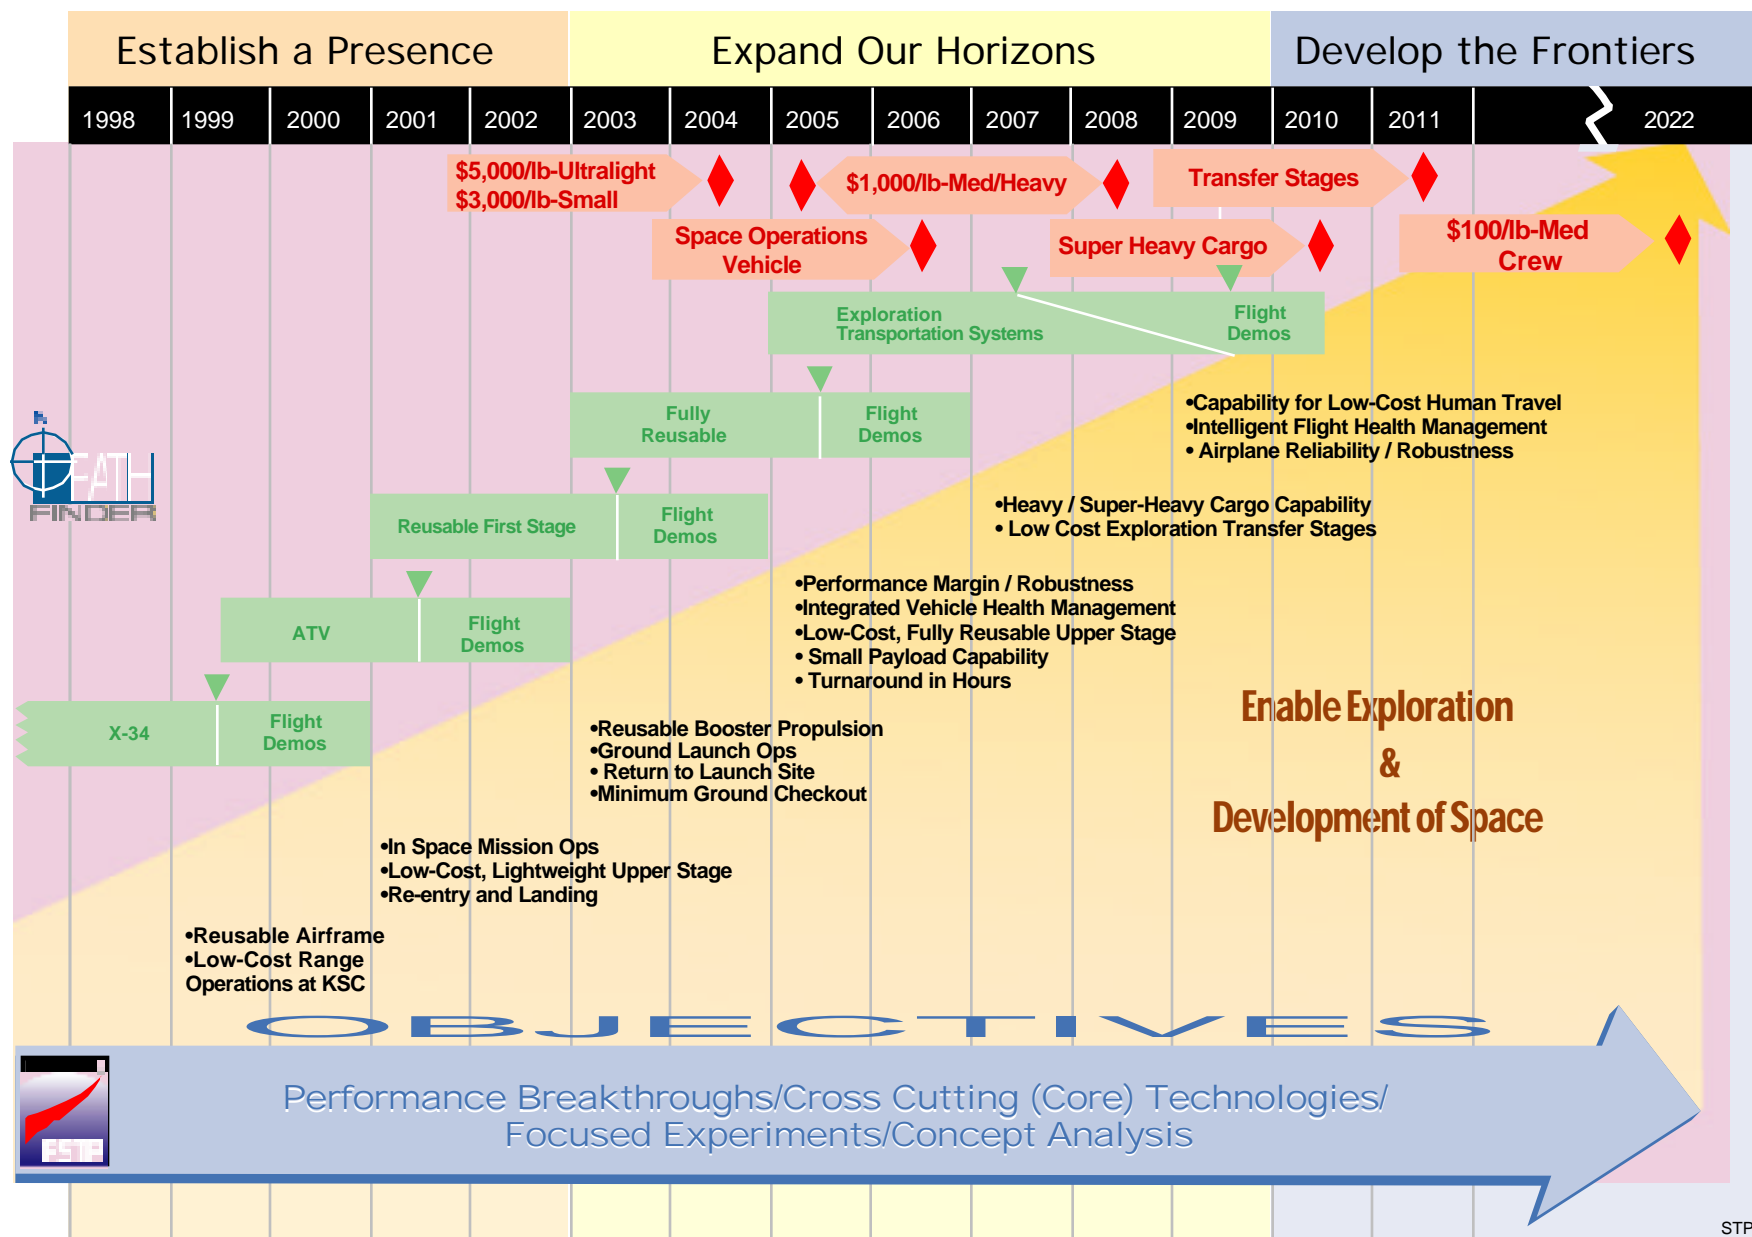 Establish a Presence
Expand Our Horizons
Develop the Frontiers
1998 1999 2000 2001 2002 2003 2004 2005 2006 2007 2008 2009 2010 2011 2022
$5,000/lb-Ultralight
$3,000/lb-Small
$1,000/lb-Med/Heavy
Transfer Stages
Space Operations
Vehicle
Super Heavy Cargo
$100/lb-Med
Crew
Exploration
Transportation Systems
Flight
Demos
Fully
Reusable
Flight
Demos
•Capability for Low-Cost Human Travel
•Intelligent Flight Health Management
• Airplane Reliability / Robustness
PATH
FINDER
Reusable First Stage
Flight
Demos
•Heavy / Super-Heavy Cargo Capability
• Low Cost Exploration Transfer Stages
ATV
Flight
Demos
•Performance Margin / Robustness
•Integrated Vehicle Health Management
•Low-Cost, Fully Reusable Upper Stage
• Small Payload Capability
• Turnaround in Hours
X-34
Flight
Demos
•Reusable Booster Propulsion
•Ground Launch Ops
• Return to Launch Site
•Minimum Ground Checkout
Enable Exploration
&
Development of Space
•In Space Mission Ops
•Low-Cost, Lightweight Upper Stage
•Re-entry and Landing
•Reusable Airframe
•Low-Cost Range
Operations at KSC
OBJECTIVES
Performance Breakthroughs/Cross Cutting (Core) Technologies/
Focused Experiments/Concept Analysis
STP